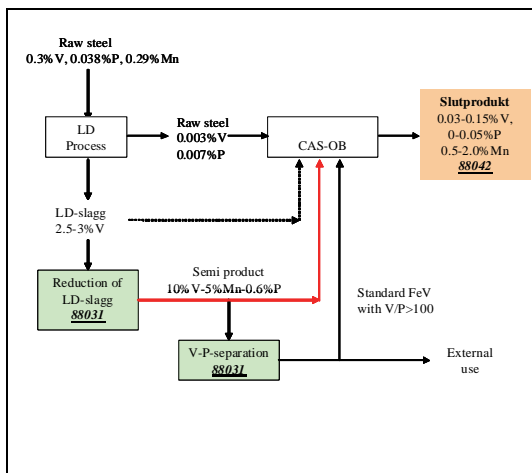 Raw steel
0.3%V, 0.038%P, 0.29%Mn
LD
Process
Raw steel
0.003%V
0.007%P
CAS-OB
Slutprodukt
0.03-0.15%V,
0-0.05%P
0.5-2.0%Mn
88042
LD-slagg
2.5-3%V
Reduction of
LD-slagg
88031
Semi product
10%V-5%Mn-0.6%P
Standard FeV
with V/P>100
V-P-separation
88031
External
use